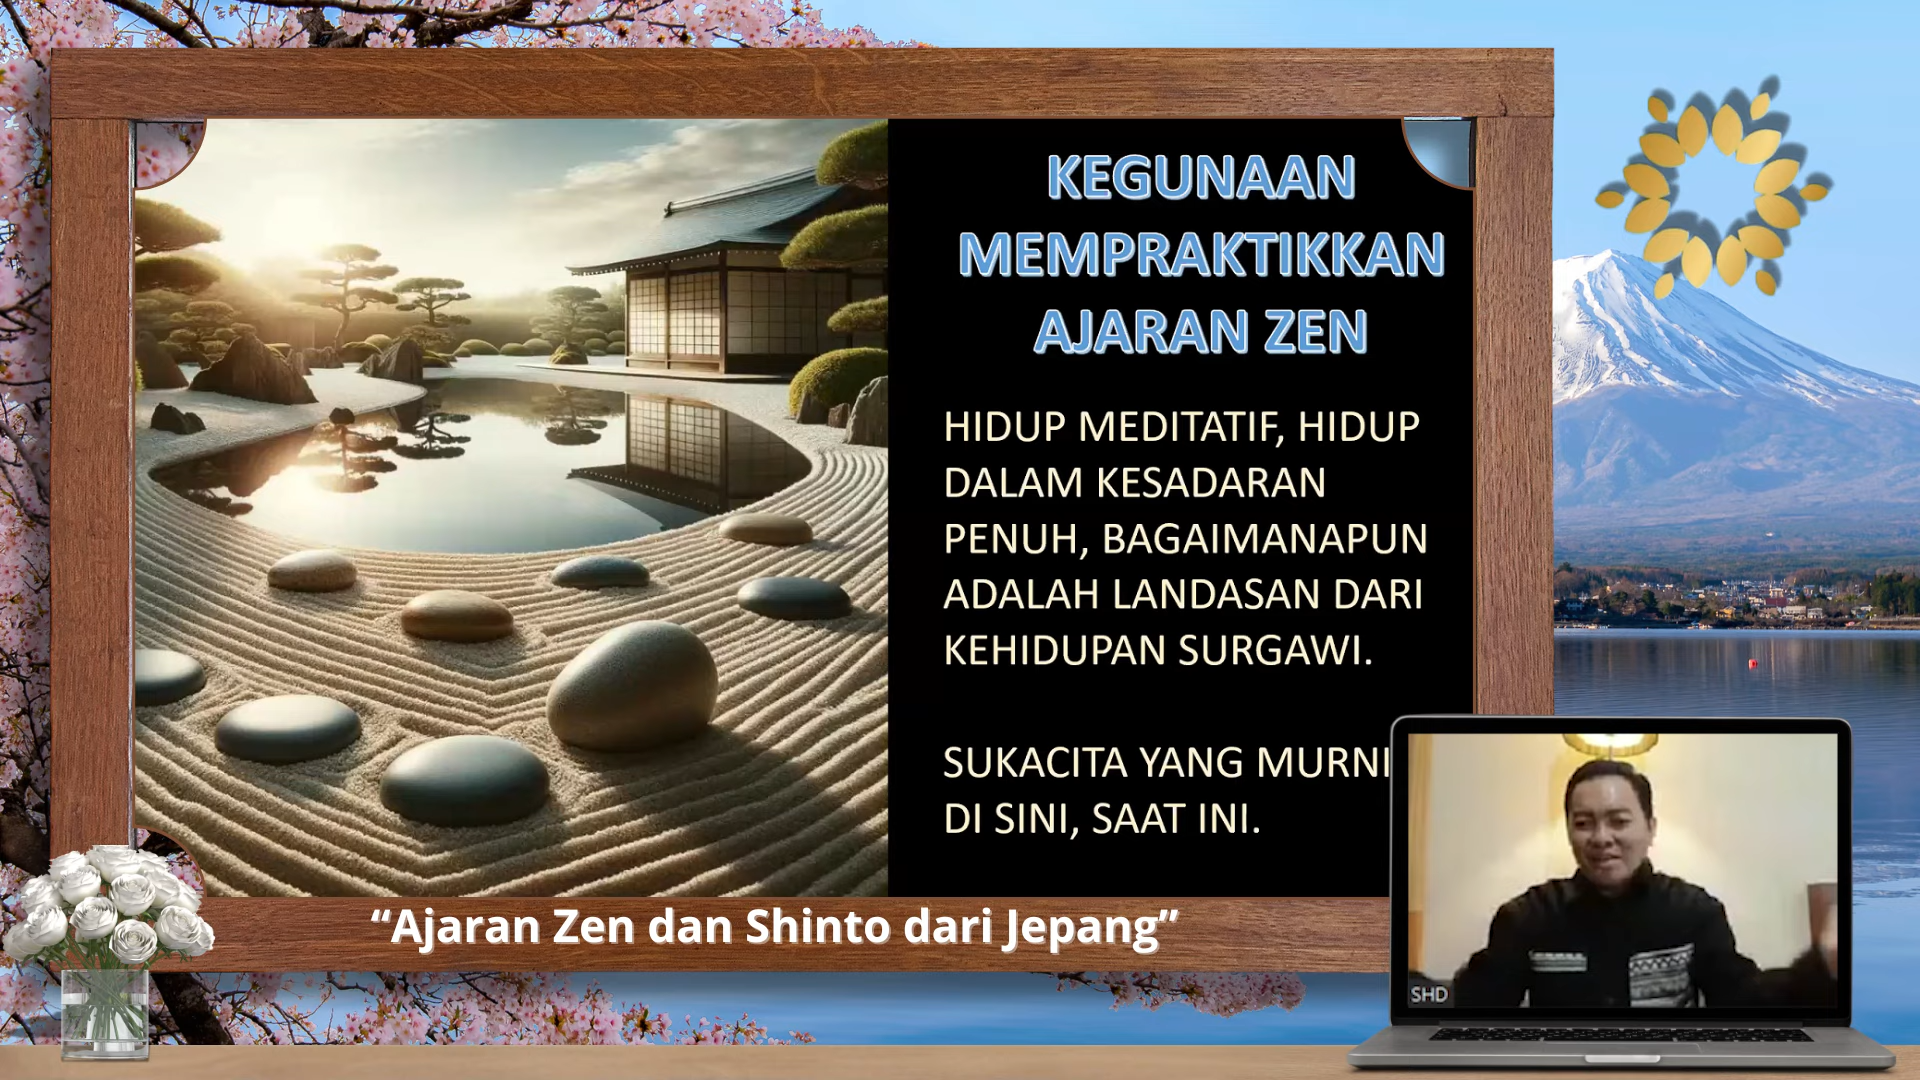 KEGUNAAN
MEMPRAKTIKKAN
AJARAN ZEN
HIDUP MEDITATIF, HIDUP
DALAM KESADARAN
PENUH, BAGAIMANAPUN
ADALAH LANDASAN DARI
KEHIDUPAN SURGAWI.
SUKACITA YANG MURNI
DI SINI, SAAT INI.
“Ajaran Zen dan Shinto dari Jepang”
SHD